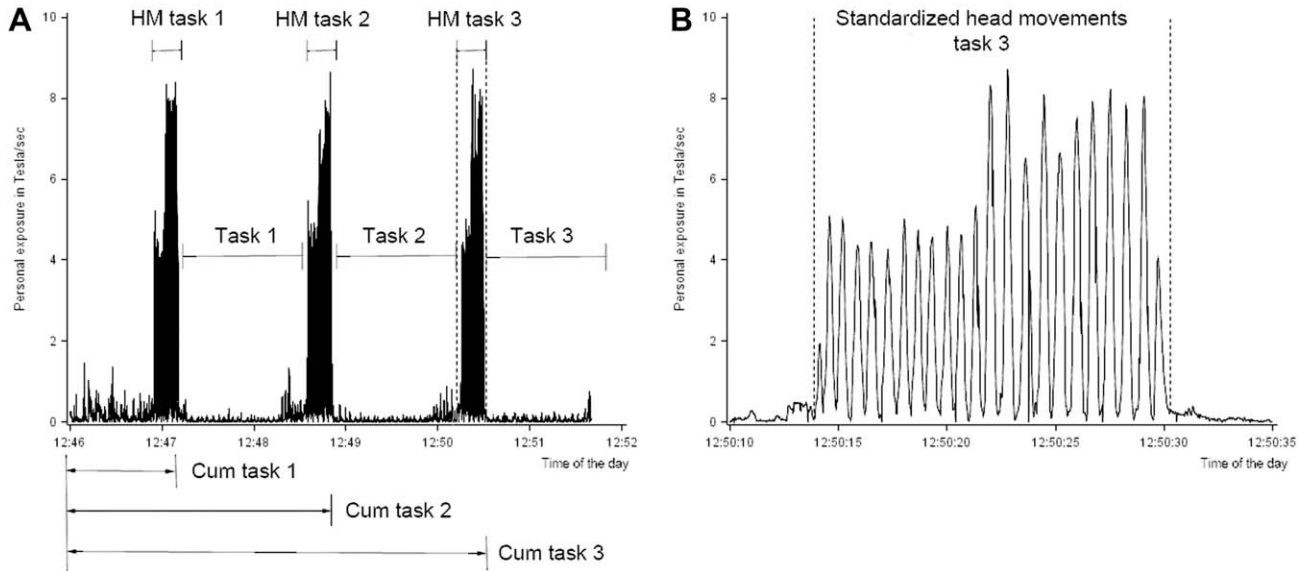 A
HM task 1 HM task 2 HM task 3
10
8
6
4
2
0
Personal exposure in Tesla/sec
Task 1 Task 2 Task 3
12:46 12:47 12:48 12:49 12:50 12:51 12:52
Time of the day
Cum task 1
Cum task 2
Cum task 3
B
Standardized head movements
task 3
10
8
6
4
2
0
Personal exposure in Tesla/sec
12:50:10 12:50:15 12:50:20 12:50:25 12:50:30 12:50:35
Time of the day